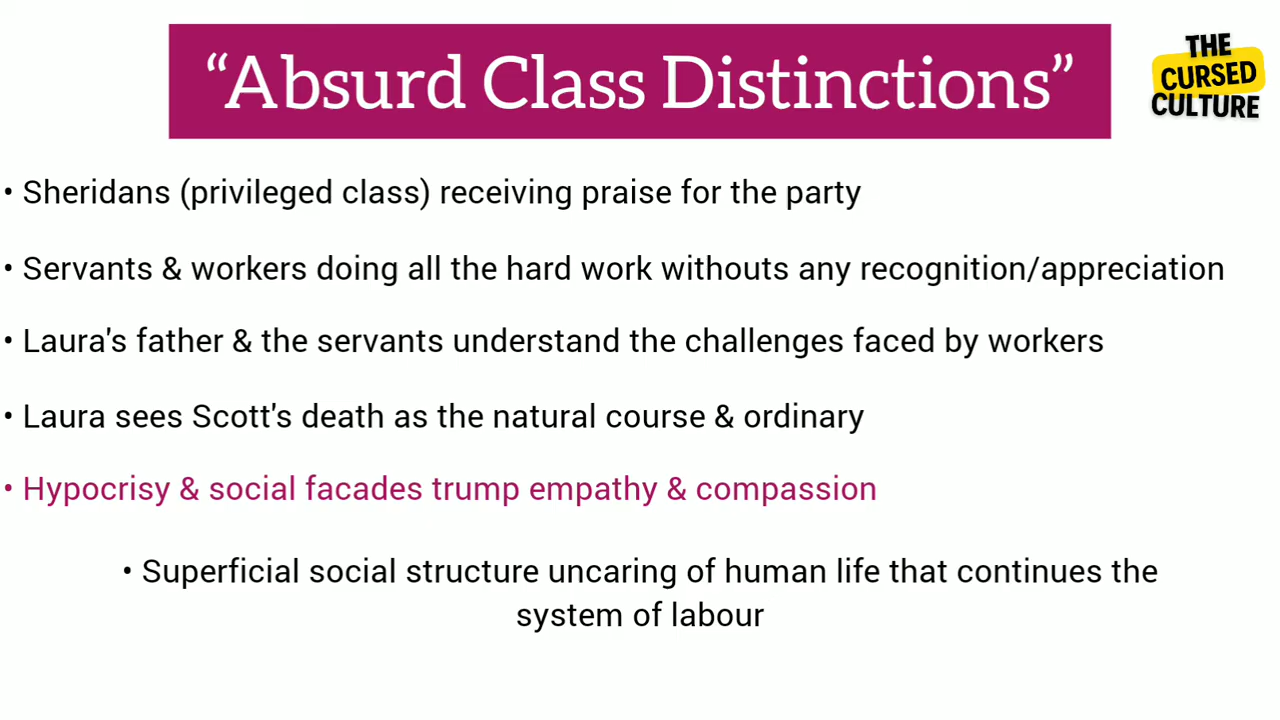 “Absurd Class Distinctions”
THE
CURSED
CULTURE
• Sheridans (privileged class) receiving praise for the party
• Servants & workers doing all the hard work withouts any recognition/appreciation
• Laura's father & the servants understand the challenges faced by workers
• Laura sees Scott's death as the natural course & ordinary
• Hypocrisy & social facades trump empathy & compassion
• Superficial social structure uncaring of human life that continues the
system of labour